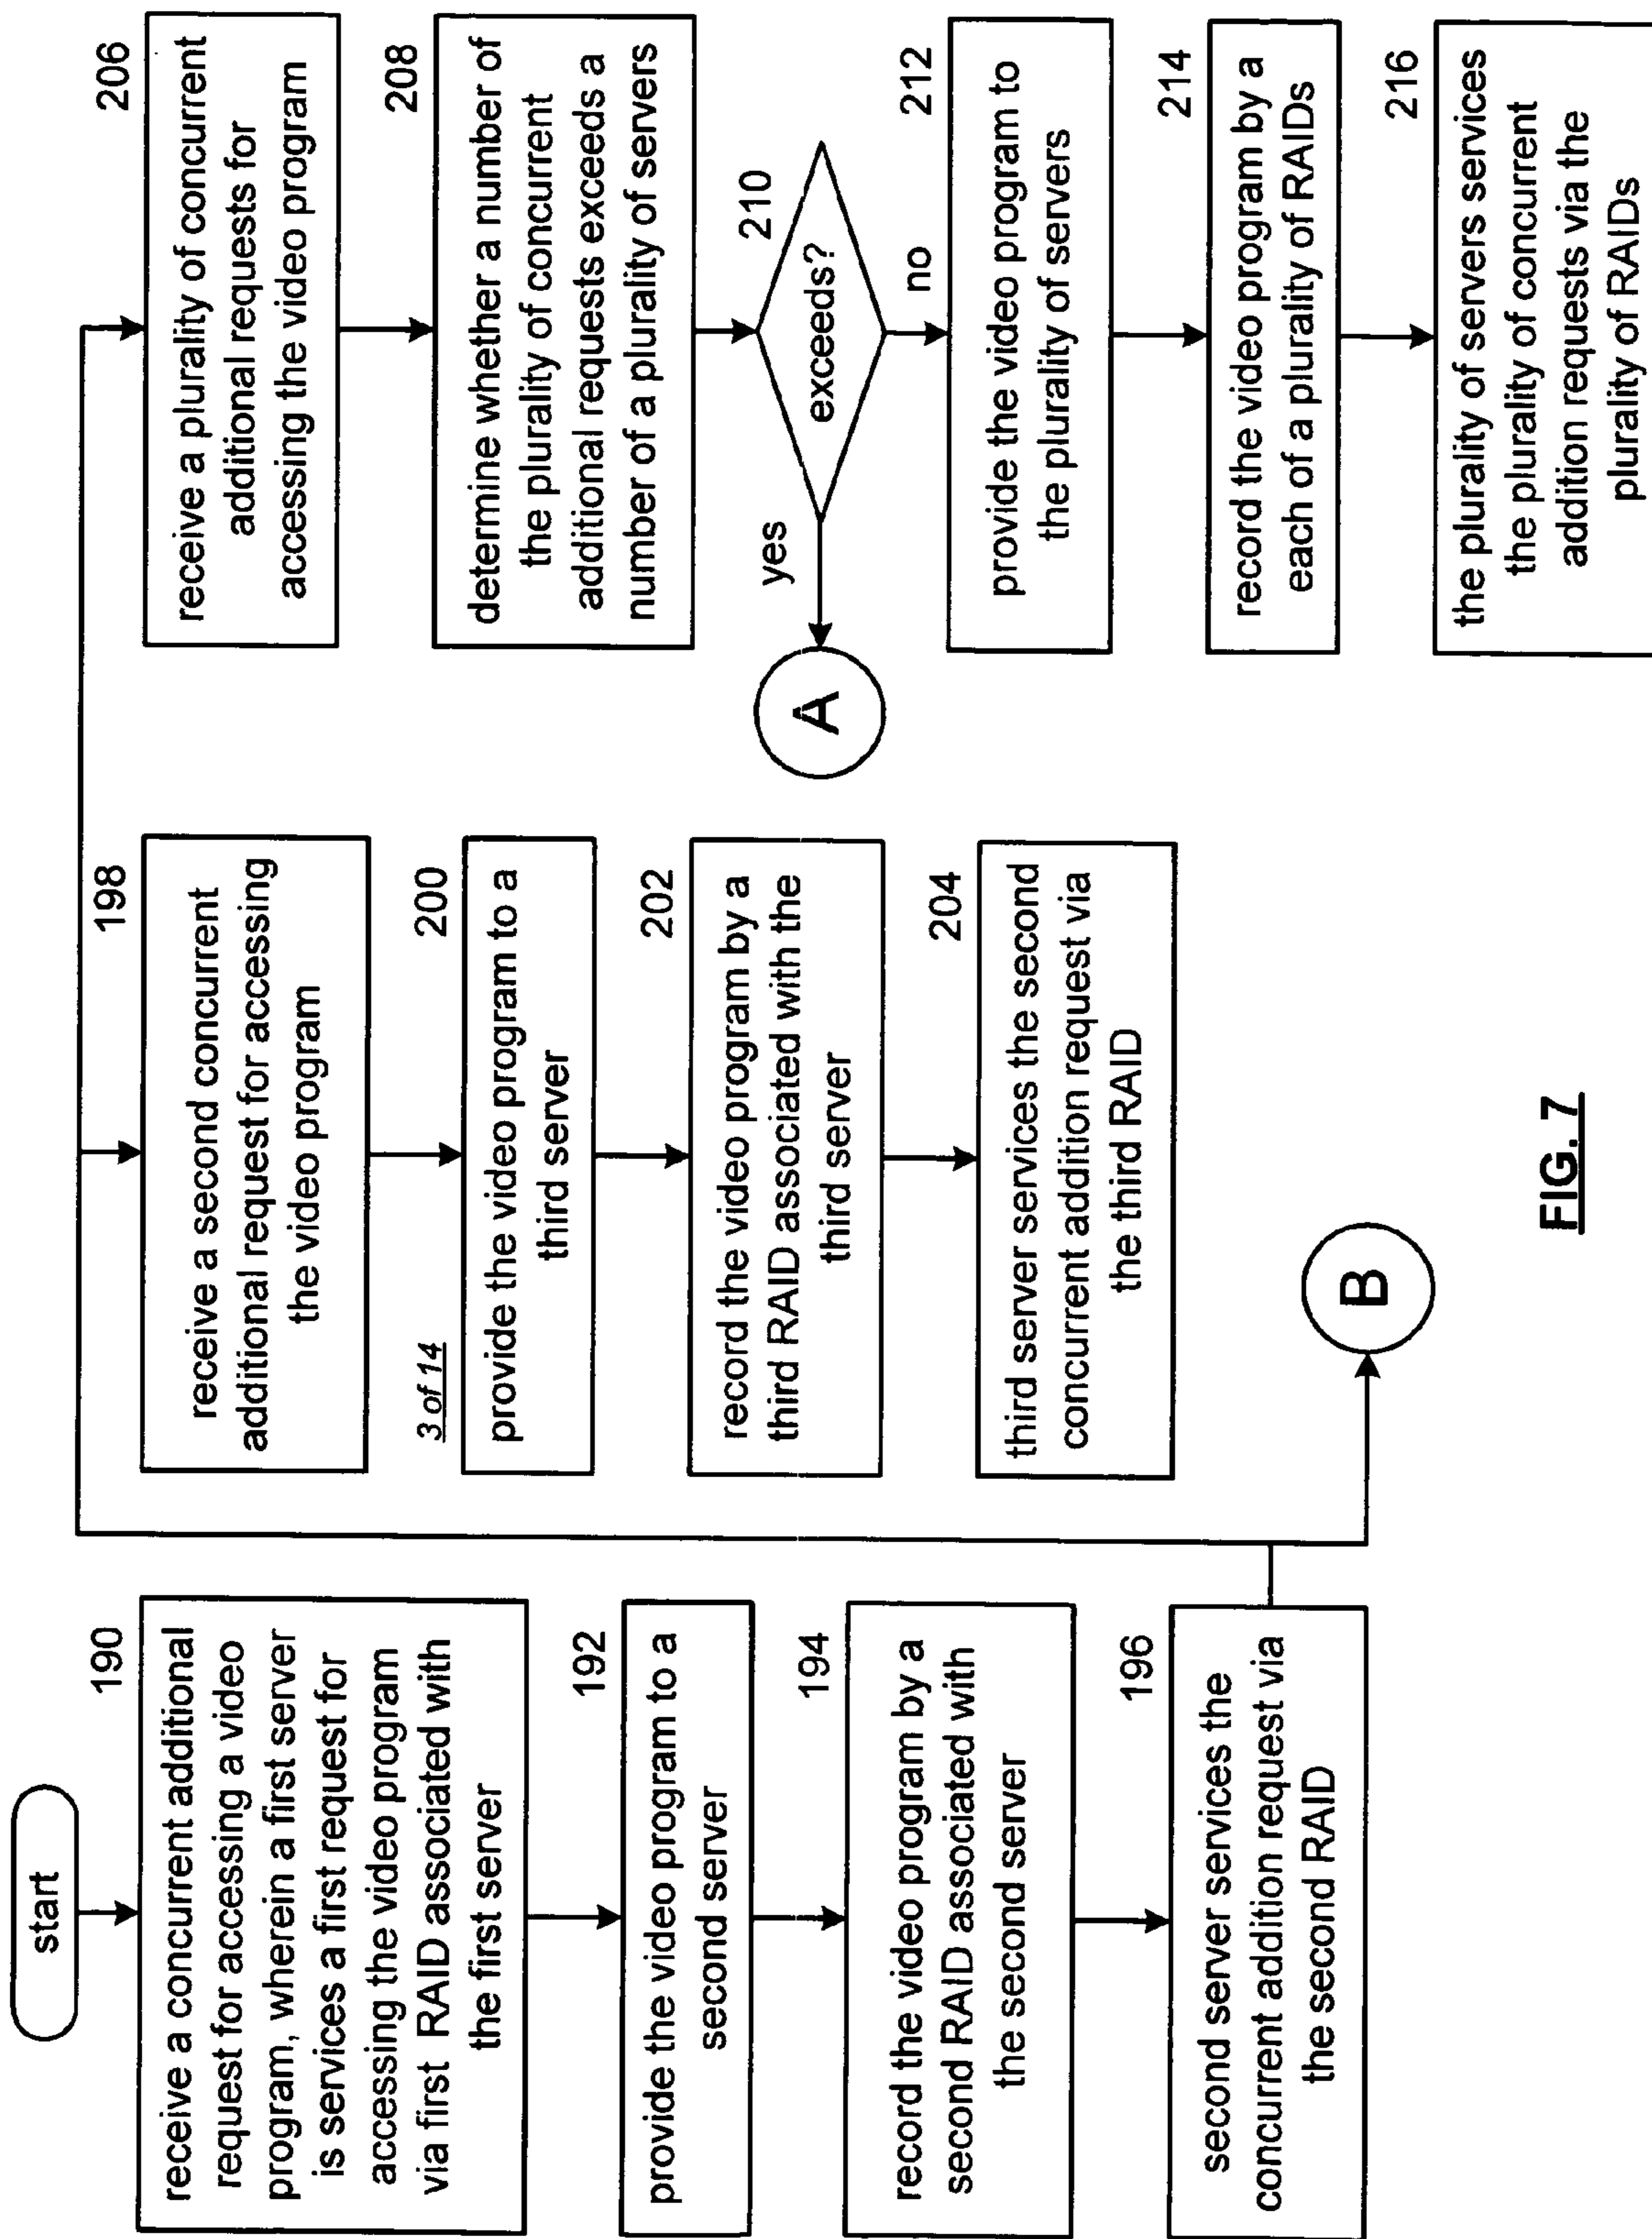 start
190
receive a concurrent additional
request for accessing a video
program, wherein a first server
is services a first request for
accessing the video program
via first RAID associated with
the first server
192
provide the video program to a
second server
194
record the video program by a
second RAID associated with
the second server
196
second server services the
concurrent addition request via
the second RAID
198
receive a second concurrent
additional request for accessing
the video program
3 of 14
200
provide the video program to a
third server
202
record the video program by a
third RAID associated with the
third server
204
third server services the second
concurrent addition request via
the third RAID
B
206
receive a plurality of concurrent
additional requests for
accessing the video program
208
determine whether a number of
the plurality of concurrent
additional requests exceeds a
number of a plurality of servers
210
exceeds?
yes
A
no
212
provide the video program to
the plurality of servers
214
record the video program by a
each of a plurality of RAIDs
216
the plurality of servers services
the plurality of concurrent
addition requests via the
plurality of RAIDs
FIG. 7